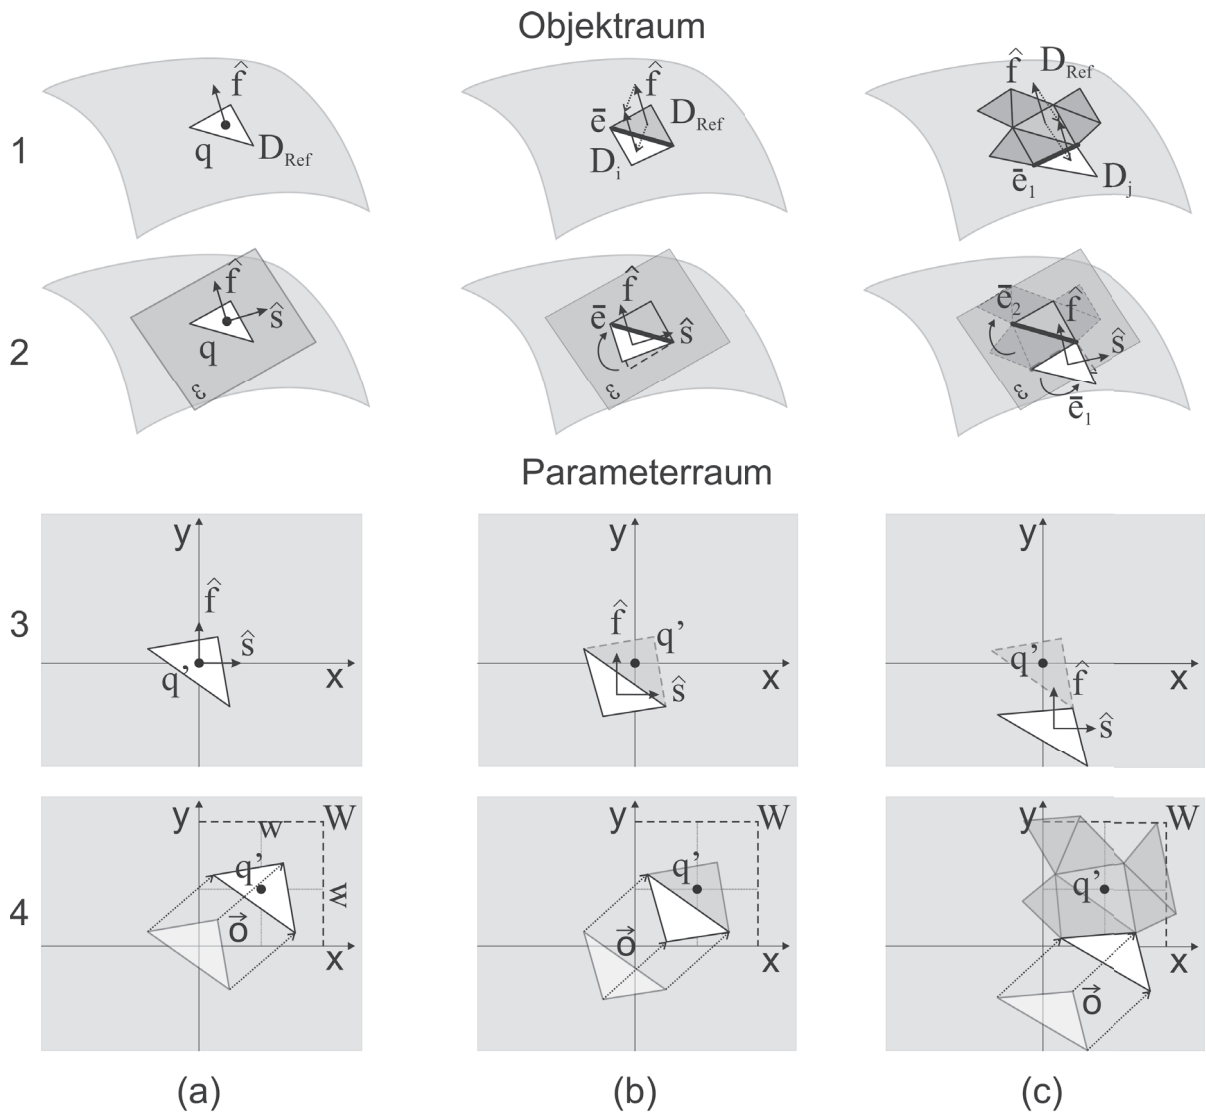 Objektraum
1
f̂
q
D_Ref
f̂
ē
D_Ref
D_i
f̂
D_Ref
ē_1
D_j
2
f̂
ŝ
q
ε
f̂
ē
ŝ
ε
ē_2
f̂
ŝ
ε
ē_1
Parameterraum
3
y
f̂
ŝ
q’
x
y
f̂
q’
ŝ
x
y
q’
f̂
ŝ
x
4
y
w
W
q’
w
o⃗
x
y
W
q’
o⃗
x
y
W
q’
x
o⃗
(a)
(b)
(c)